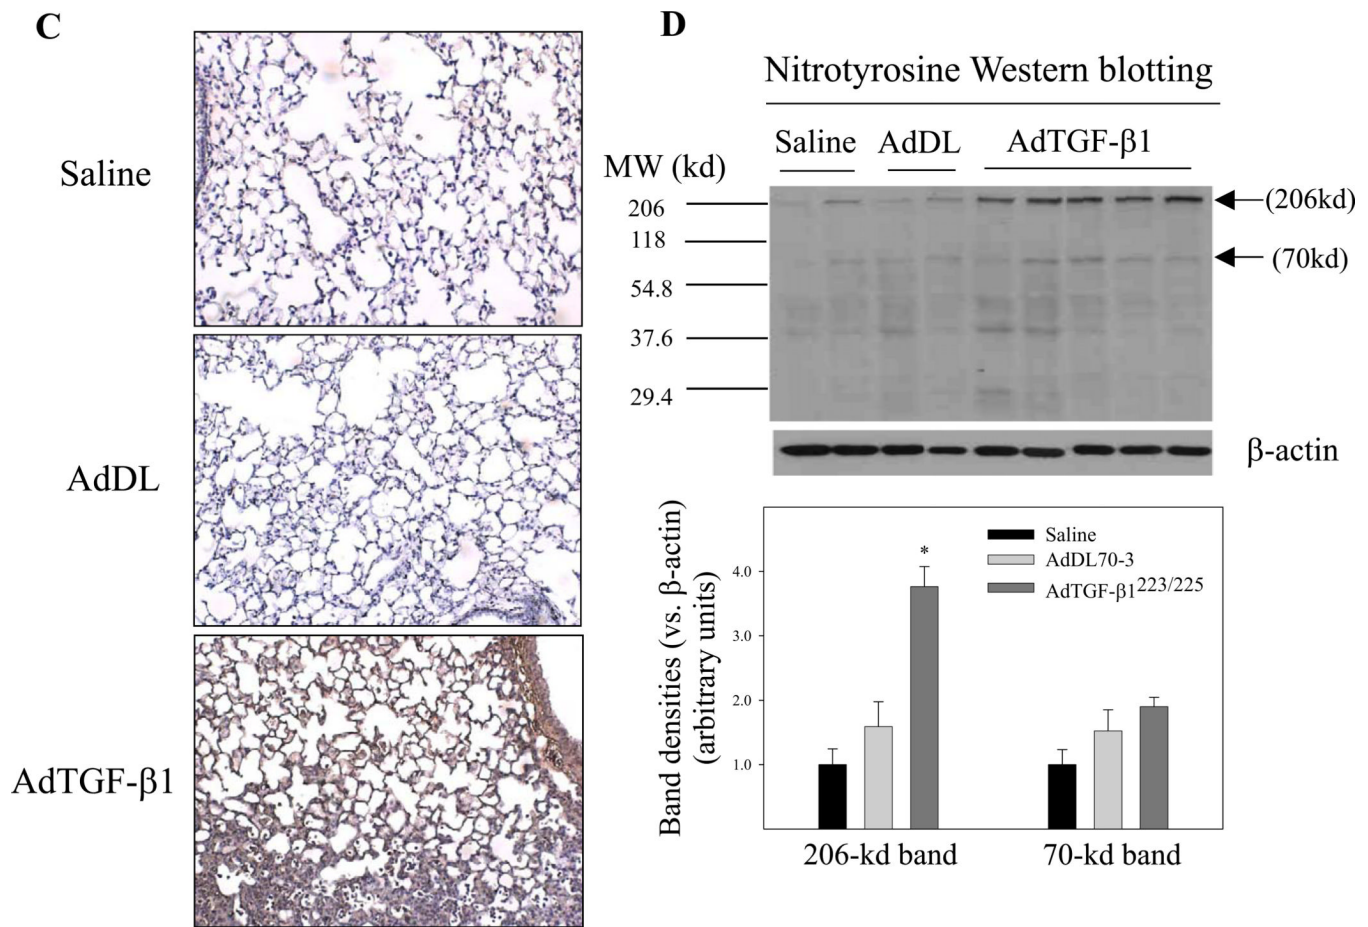 C
Saline
AdDL
AdTGF-β1
D
Nitrotyrosine Western blotting
Saline AdDL AdTGF-β1
MW (kd)
206
118
54.8
37.6
29.4
(206kd)
(70kd)
β-actin
Band densities (vs. β-actin)
(arbitrary units)
4.0
3.0
2.0
1.0
*
Saline
AdDL70-3
AdTGF-β1²²³/²²⁵
206-kd band 70-kd band